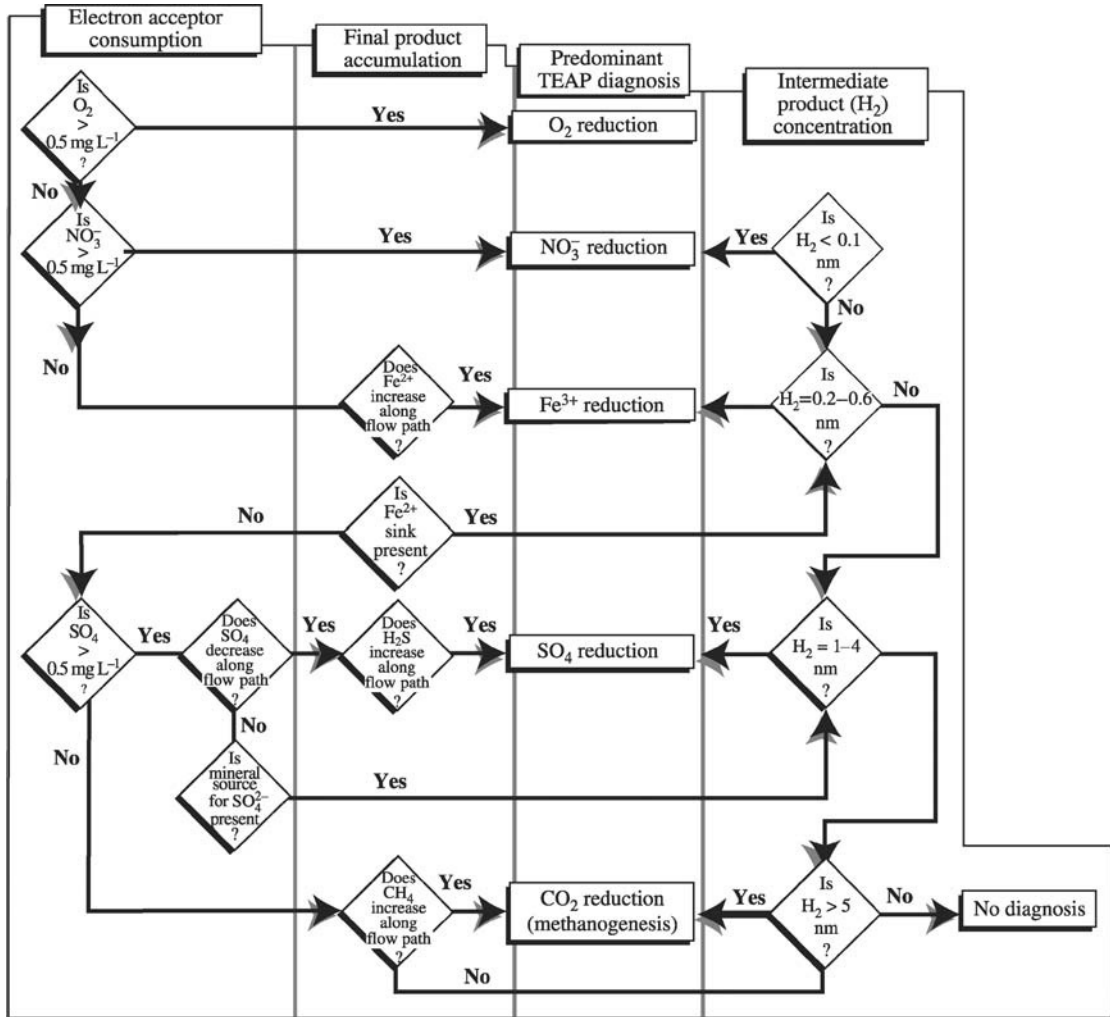 Electron acceptor
consumption
Final product
accumulation
Predominant
TEAP diagnosis
Intermediate
product (H₂)
concentration
Is
O₂
>
0.5 mg L⁻¹
?
Yes
O₂ reduction
No
Is
NO₃⁻
>
0.5 mg L⁻¹
?
Yes
NO₃⁻ reduction
Yes
Is
H₂ < 0.1
nm
?
No
No
Does
Fe²⁺
increase
along
flow path
?
Yes
Fe³⁺ reduction
Is
H₂=0.2–0.6
nm
?
No
No
Is
Fe²⁺
sink
present
?
Yes
Is
SO₄
>
0.5 mg L⁻¹
?
Yes
Does
SO₄
decrease
along
flow path
?
Yes
Does
H₂S
increase
along
flow path
?
Yes
SO₄ reduction
Yes
Is
H₂ = 1–4
nm
?
No
No
Is
mineral
source
for SO₄²⁻
present
?
Yes
Does
CH₄
increase
along
flow path
?
Yes
CO₂ reduction
(methanogenesis)
Yes
Is
H₂ > 5
nm
?
No
No diagnosis
No